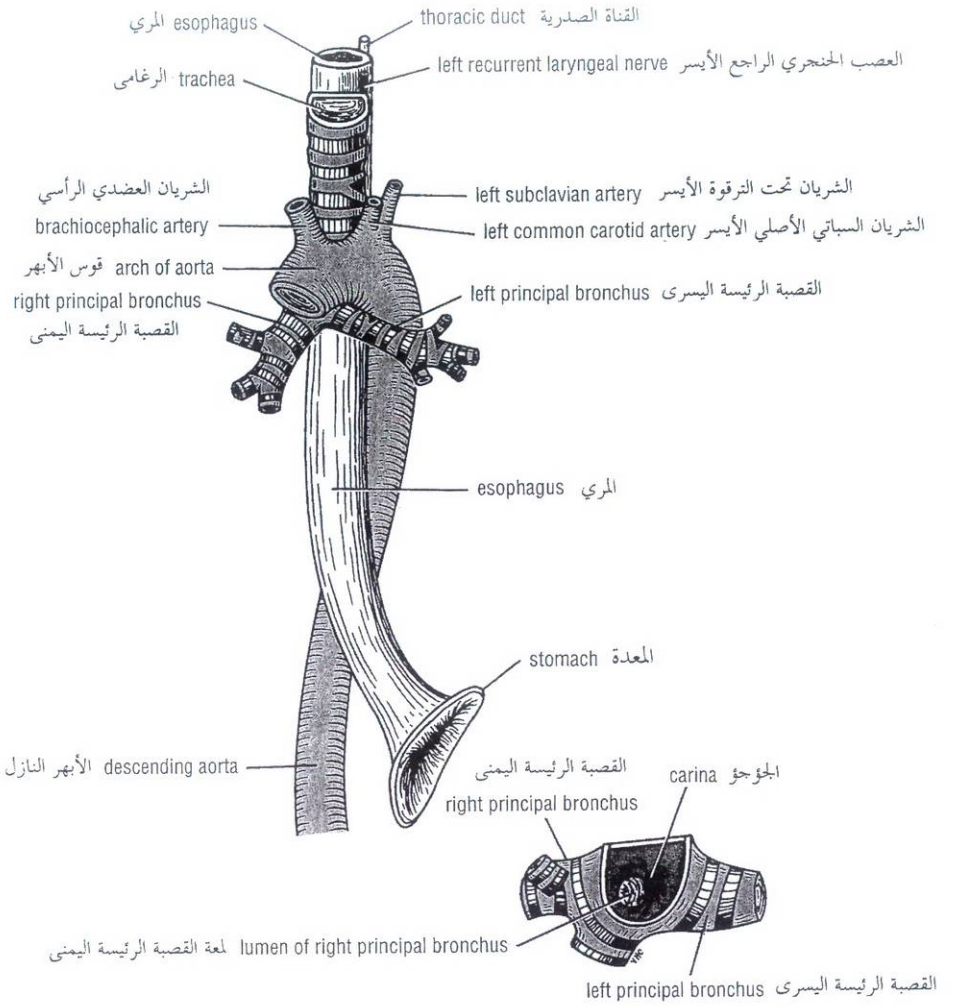 esophagus المري
thoracic duct القناة الصدرية
left recurrent laryngeal nerve العصب الحنجري الراجع الأيسر
trachea الرغامى
الشريان العضدي الرأسي
brachiocephalic artery
left subclavian artery الشريان تحت الترقوة الأيسر
left common carotid artery الشريان السباتي الأصلي الأيسر
arch of aorta قوس الأبهر
right principal bronchus
القصبة الرئيسة اليمنى
left principal bronchus القصبة الرئيسة اليسرى
esophagus المري
stomach المعدة
descending aorta الأبهر النازل
القصبة الرئيسة اليمنى
right principal bronchus
carina الجؤجؤ
lumen of right principal bronchus لمعة القصبة الرئيسة اليمنى
left principal bronchus القصبة الرئيسة اليسرى